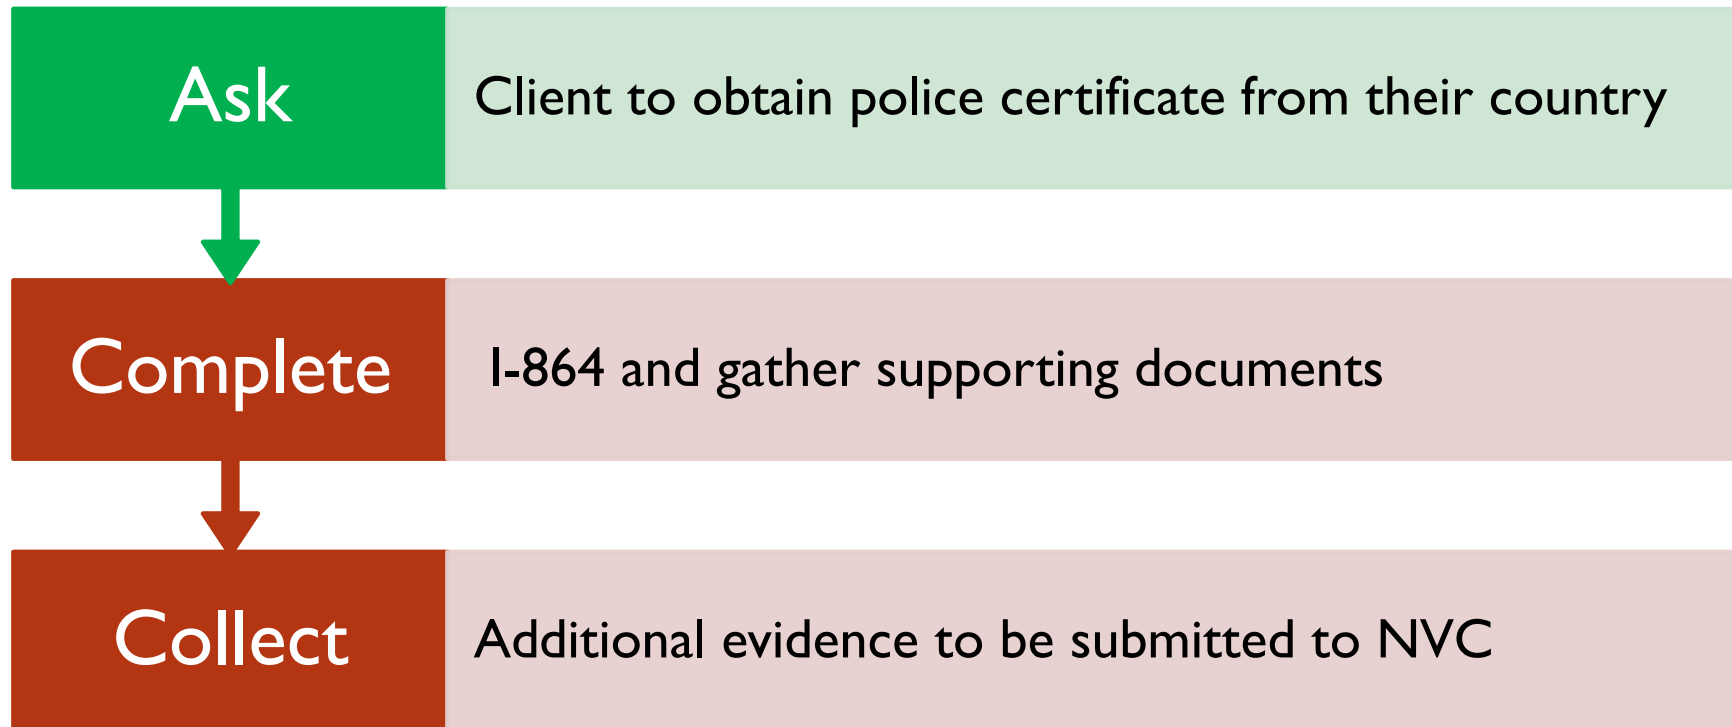 Ask
Client to obtain police certificate from their country
Complete
I-864 and gather supporting documents
Collect
Additional evidence to be submitted to NVC